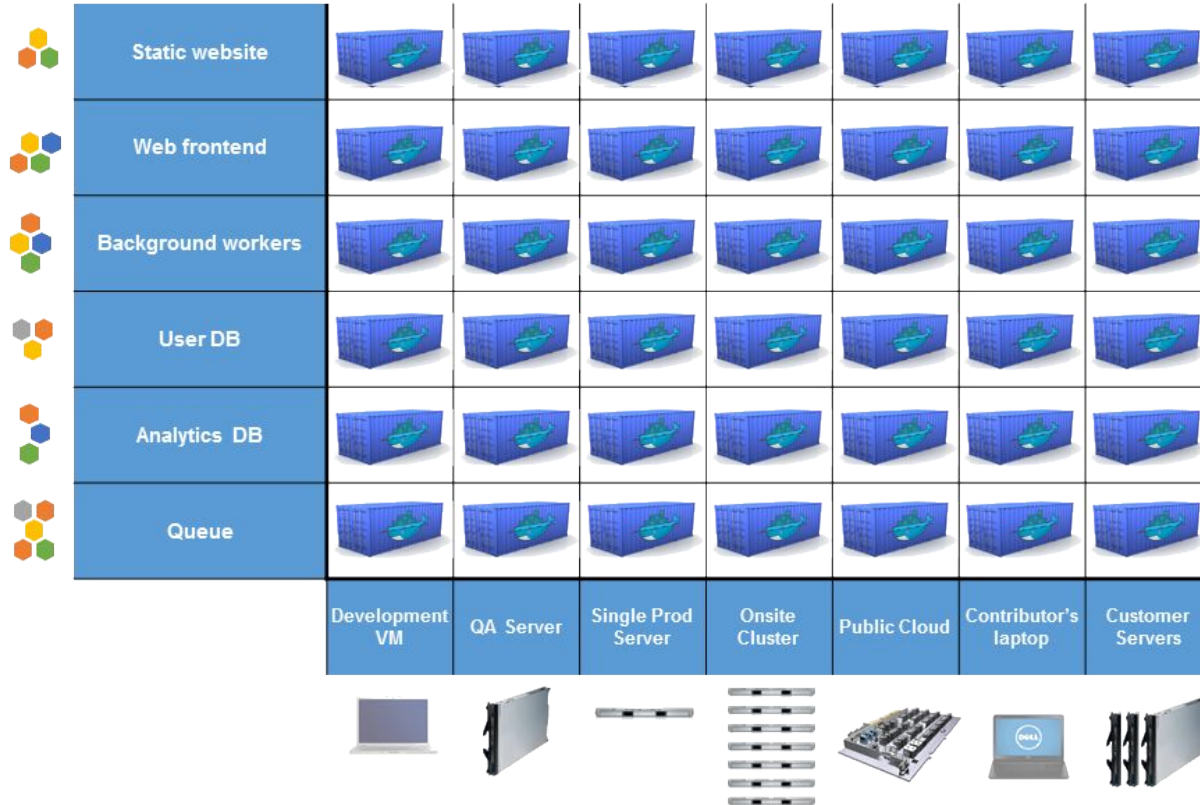 Static website
Web frontend
Background workers
User DB
Analytics DB
Queue
Development
VM
QA Server
Single Prod
Server
Onsite
Cluster
Public Cloud
Contributor's
laptop
Customer
Servers
DELL